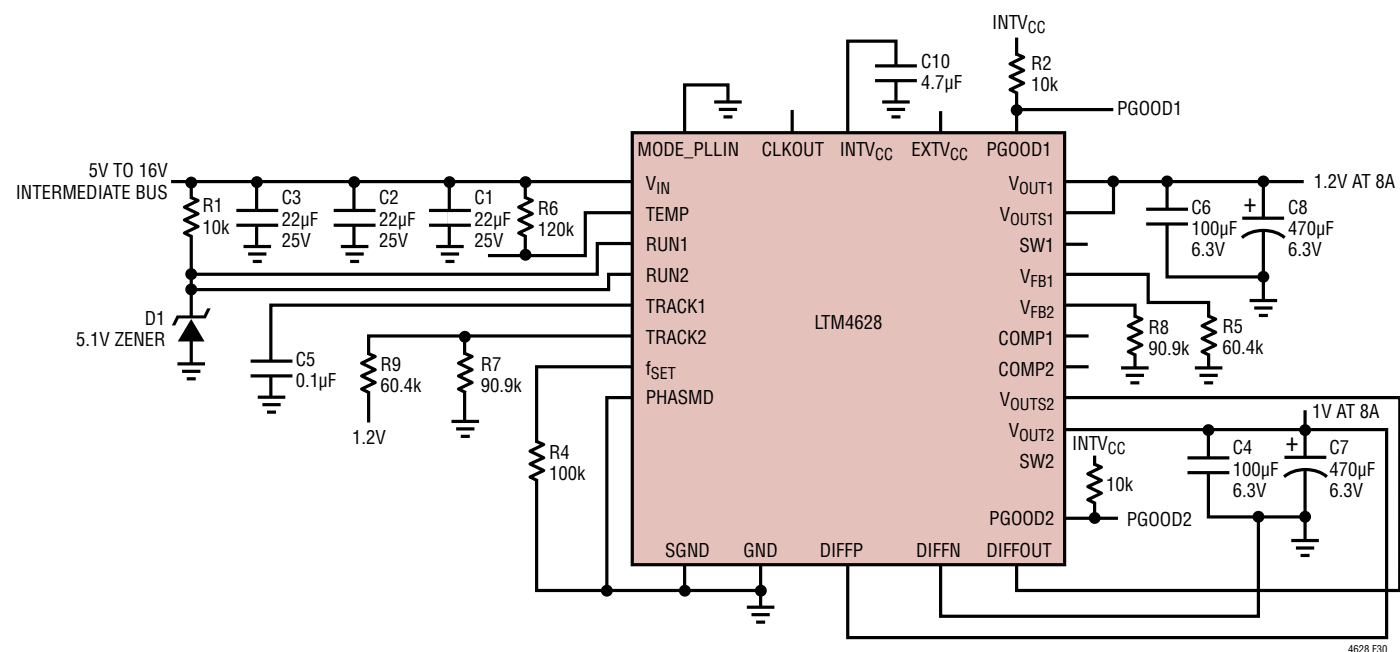 INTVCC
C10
4.7µF
R2
10k
PGOOD1
MODE_PLLIN
CLKOUT
INTVCC
EXTVCC
PGOOD1
5V TO 16V
INTERMEDIATE BUS
R1
10k
C3
22µF
25V
C2
22µF
25V
C1
22µF
25V
R6
120k
VIN
TEMP
RUN1
RUN2
TRACK1
TRACK2
fSET
PHASMD
D1
5.1V ZENER
C5
0.1µF
R9
60.4k
1.2V
R7
90.9k
R4
100k
LTM4628
VOUT1
VOUTS1
SW1
VFB1
VFB2
COMP1
COMP2
VOUTS2
VOUT2
SW2
PGOOD2
1.2V AT 8A
C6
100µF
6.3V
+
C8
470µF
6.3V
R8
90.9k
R5
60.4k
1V AT 8A
INTVCC
10k
PGOOD2
C4
100µF
6.3V
+
C7
470µF
6.3V
SGND
GND
DIFFP
DIFFN
DIFFOUT
4628 F30